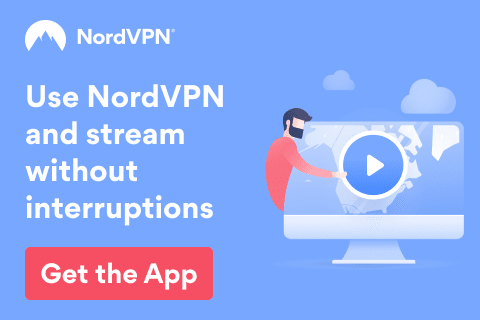 NordVPN®
Use NordVPN
and stream
without
interruptions
Get the App